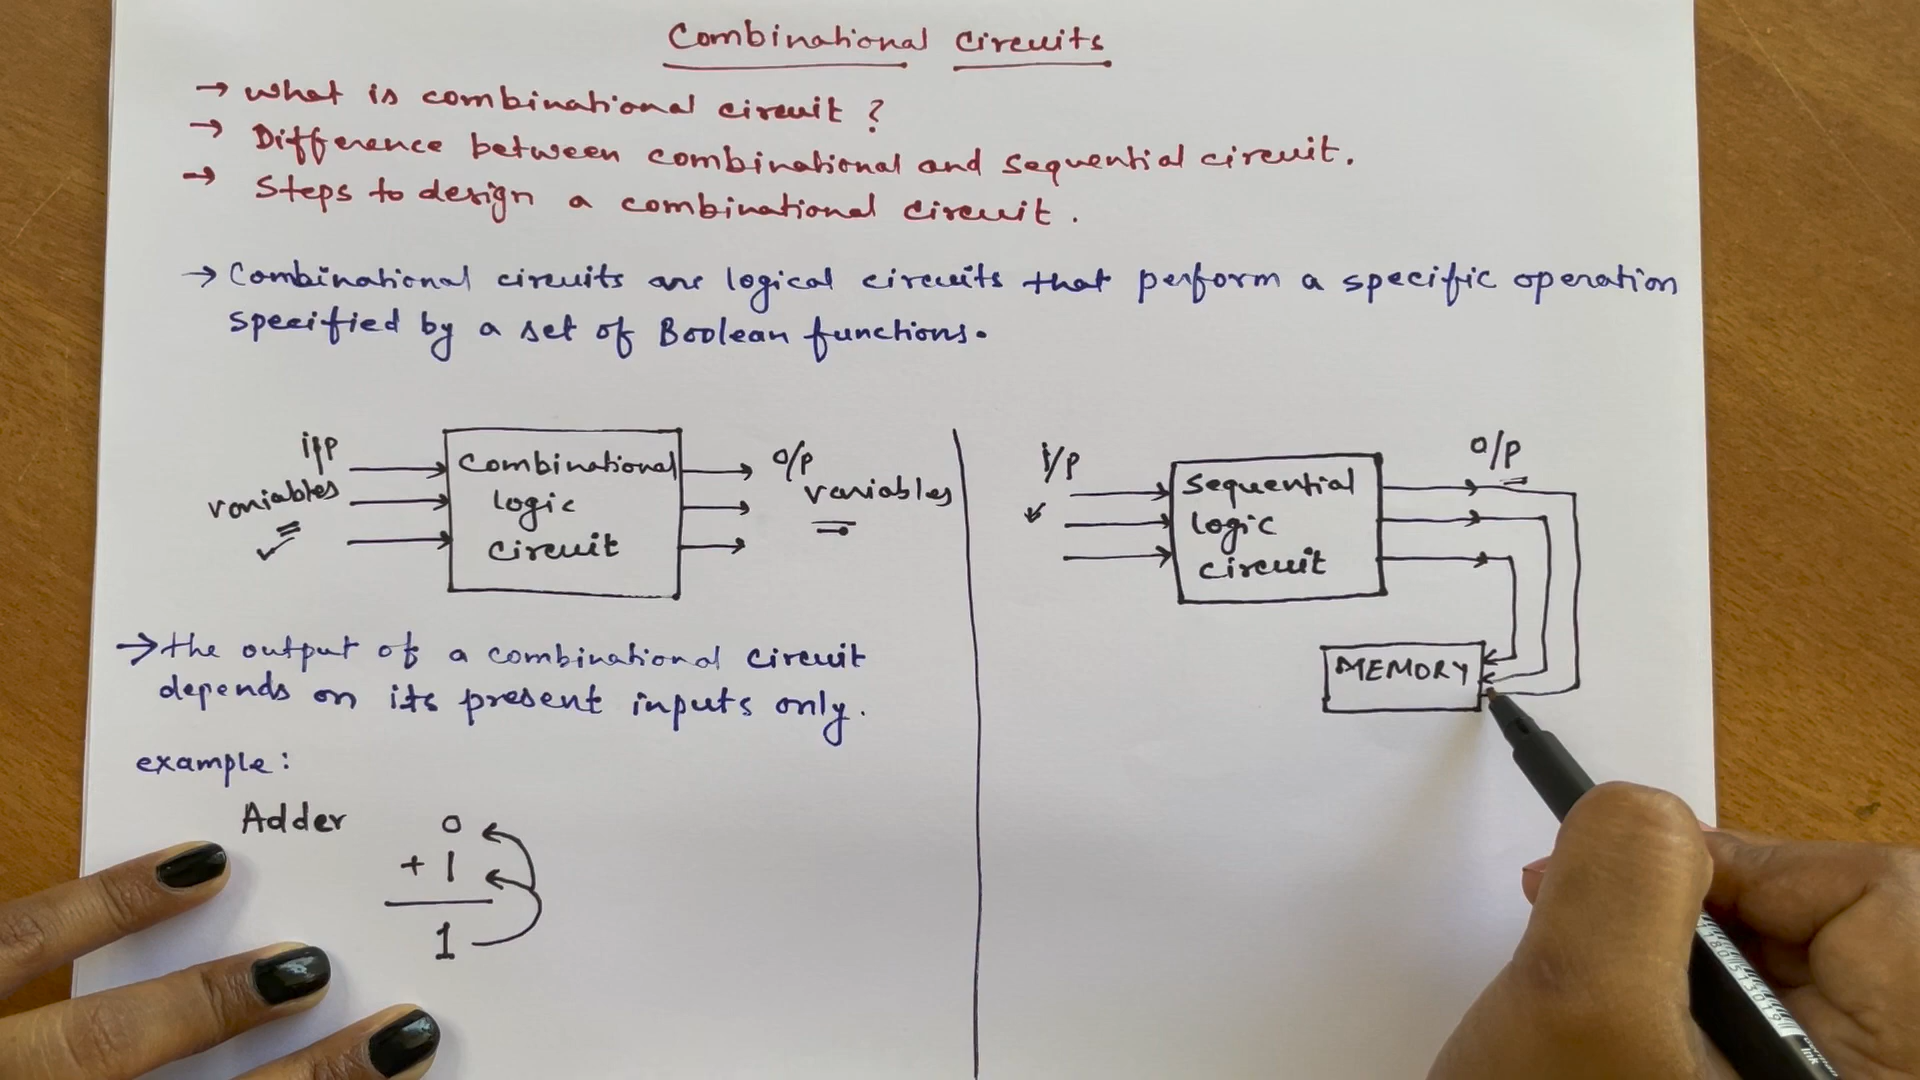 Combinational Circuits
→ What is combinational circuit ?
→ Difference between combinational and sequential circuit.
→ Steps to design a combinational circuit.
→ Combinational circuits are logical circuits that perform a specific operation
specified by a set of Boolean functions.
i/p
variables
Combinational
logic
circuit
o/p
variables
→ the output of a combinational circuit
depends on its present inputs only.
example:
Adder
0
+ 1
1
i/p
Sequential
logic
circuit
o/p
MEMORY